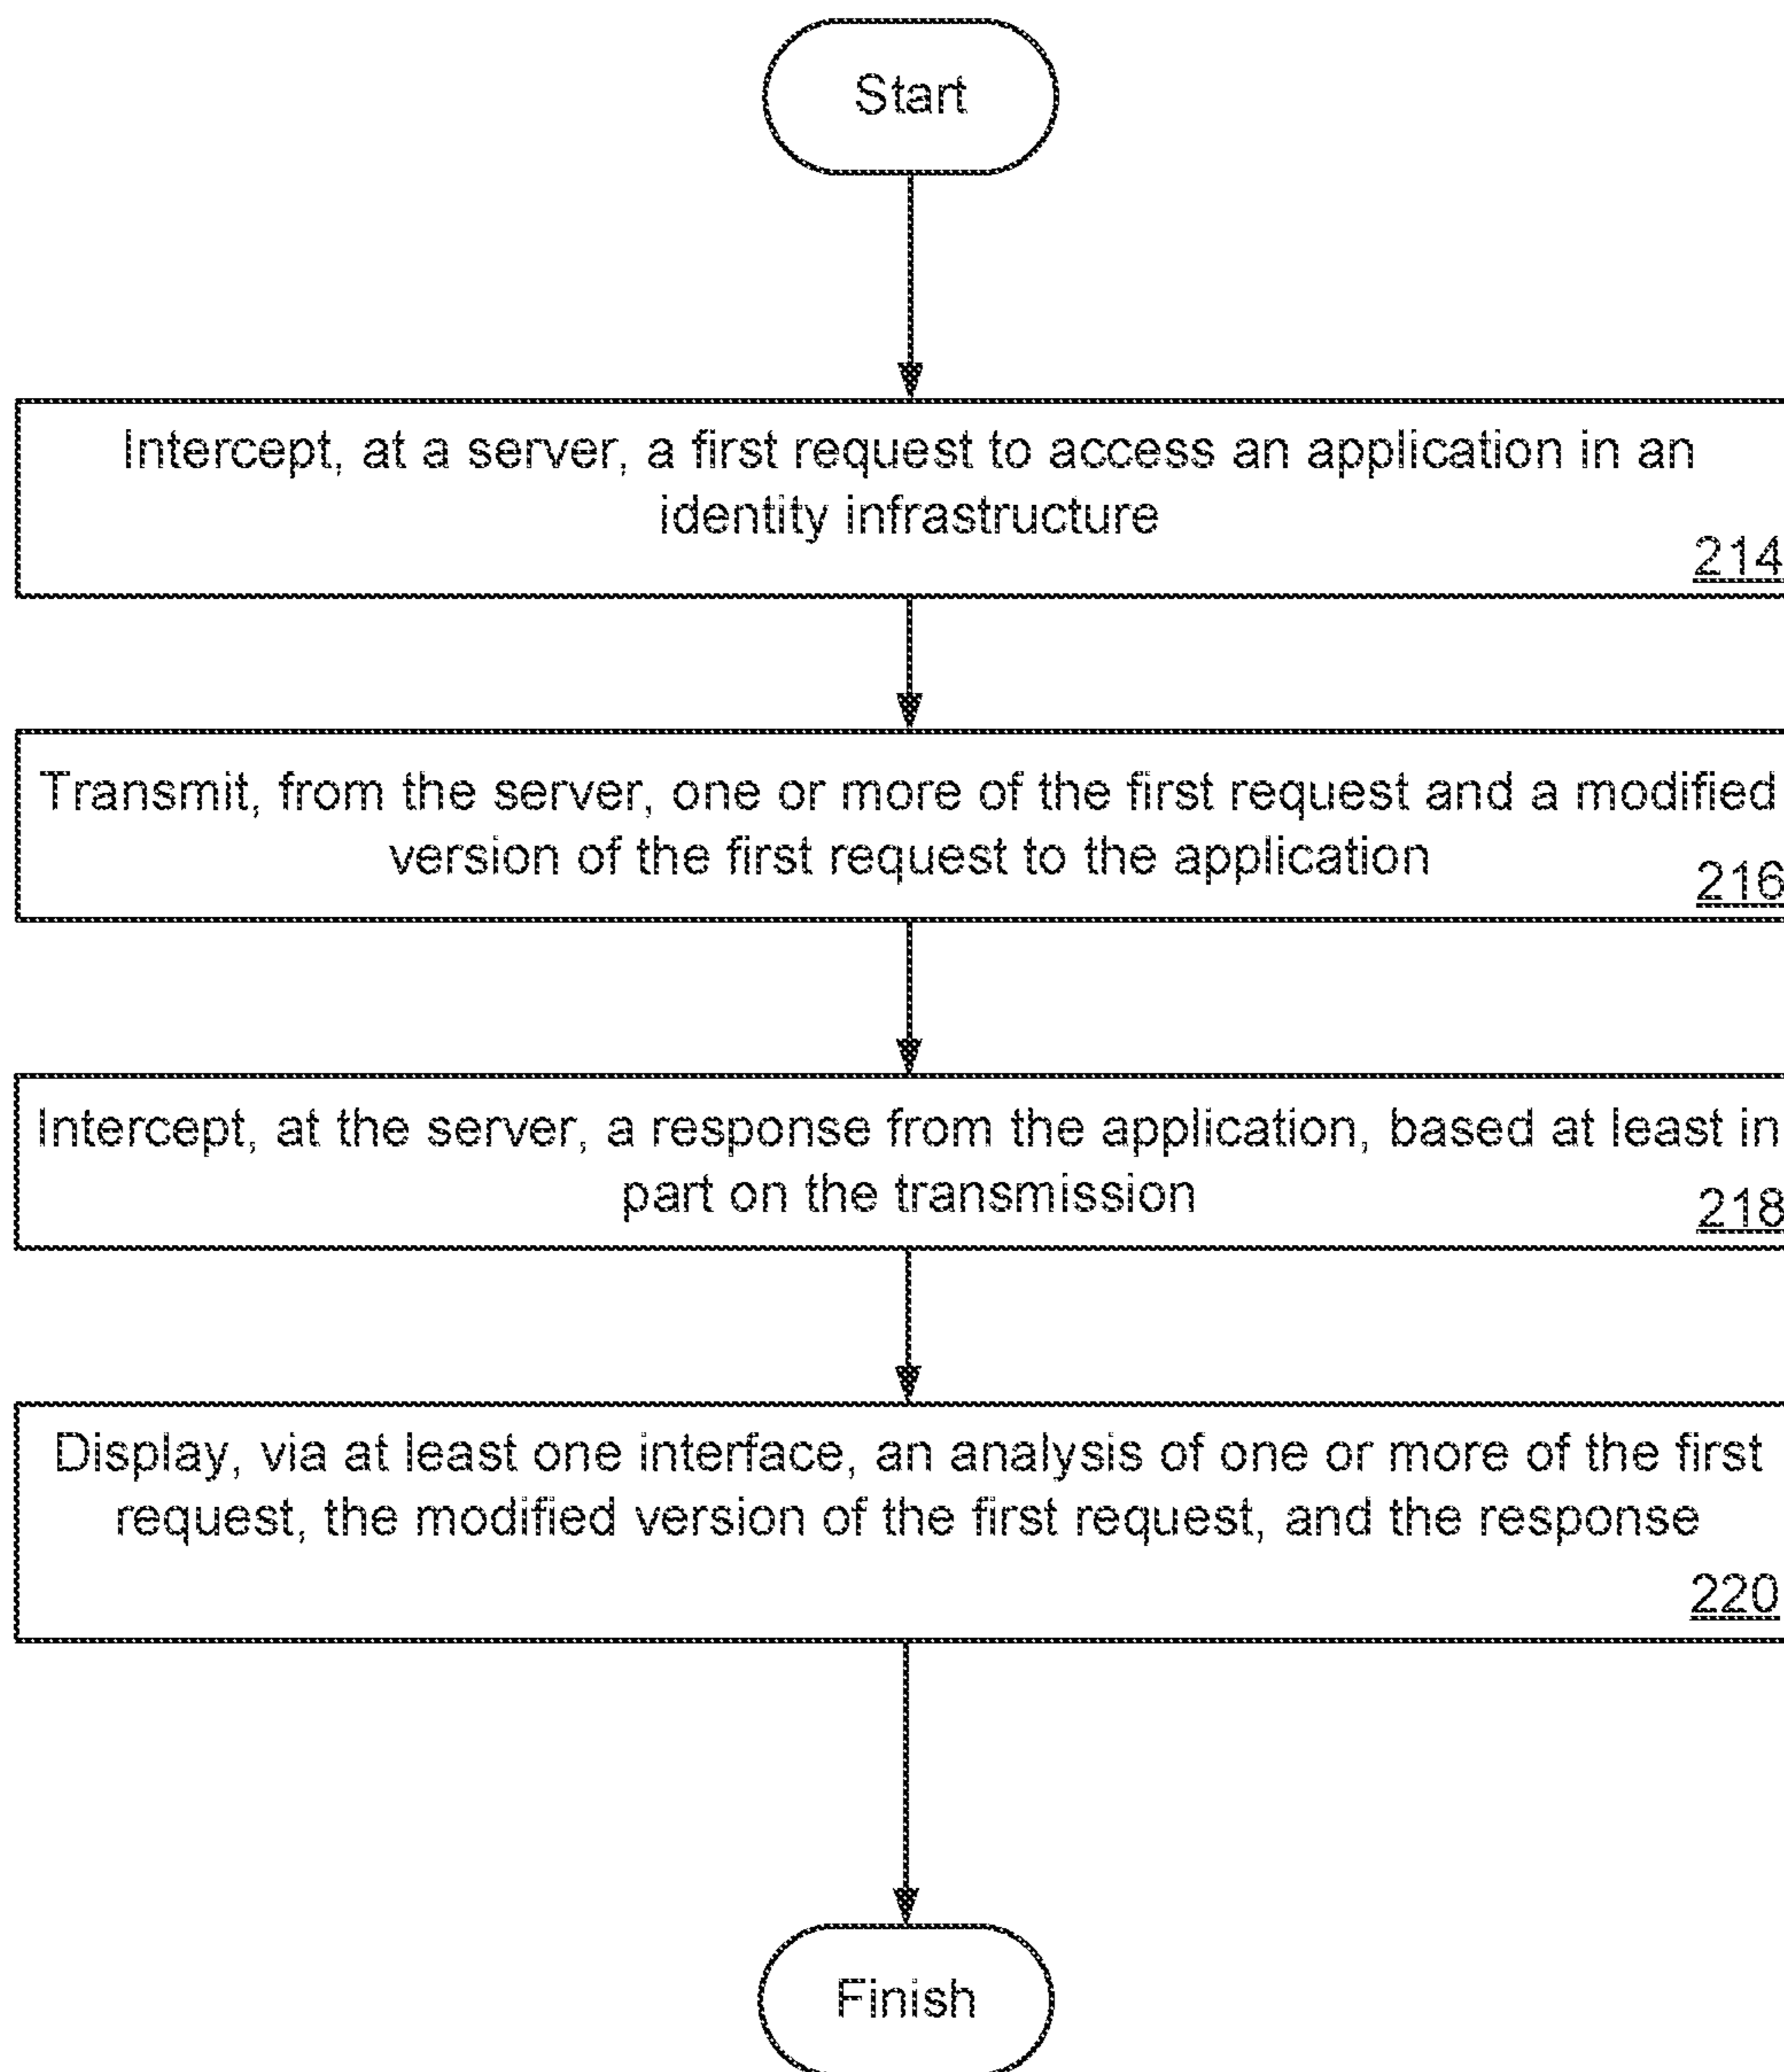 Start
Intercept, at a server, a first request to access an application in an
identity infrastructure
214
Transmit, from the server, one or more of the first request and a modified
version of the first request to the application
216
Intercept, at the server, a response from the application, based at least in
part on the transmission
218
Display, via at least one interface, an analysis of one or more of the first
request, the modified version of the first request, and the response
220
Finish